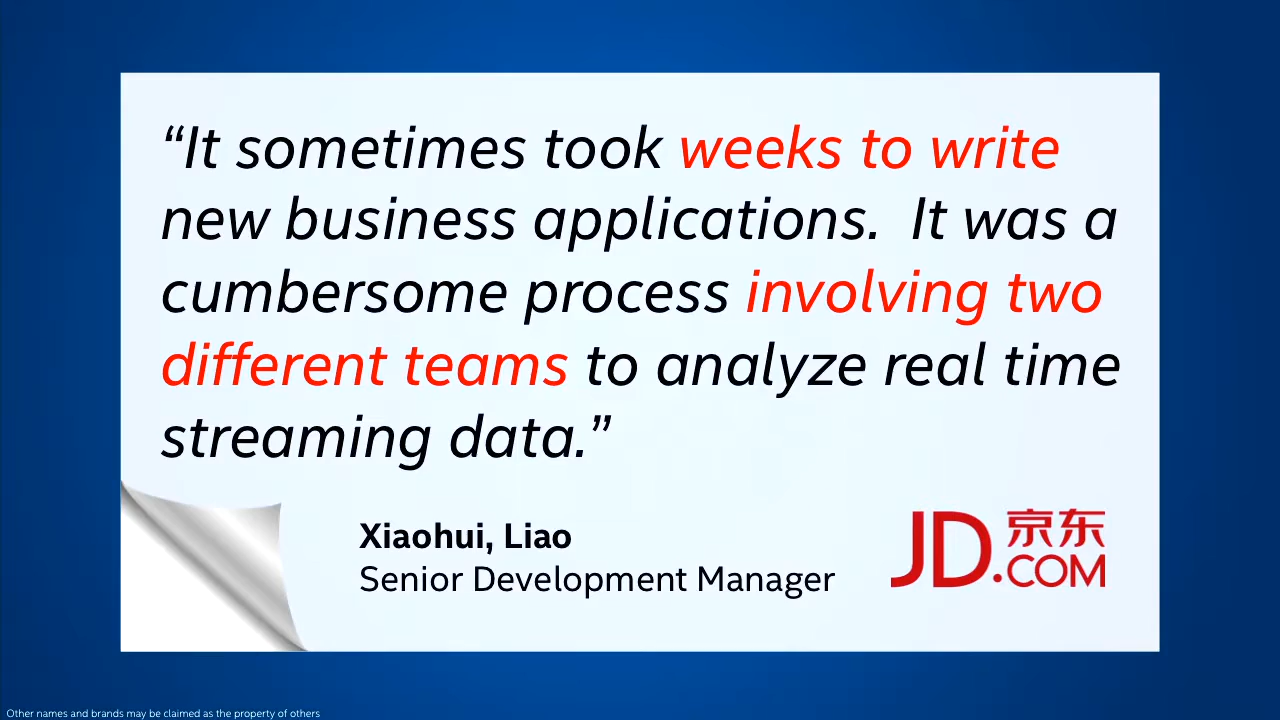 “It sometimes took weeks to write
new business applications.  It was a
cumbersome process involving two
different teams to analyze real time
streaming data.”
Xiaohui, Liao
Senior Development Manager
JD.京东
COM
Other names and brands may be claimed as the property of others